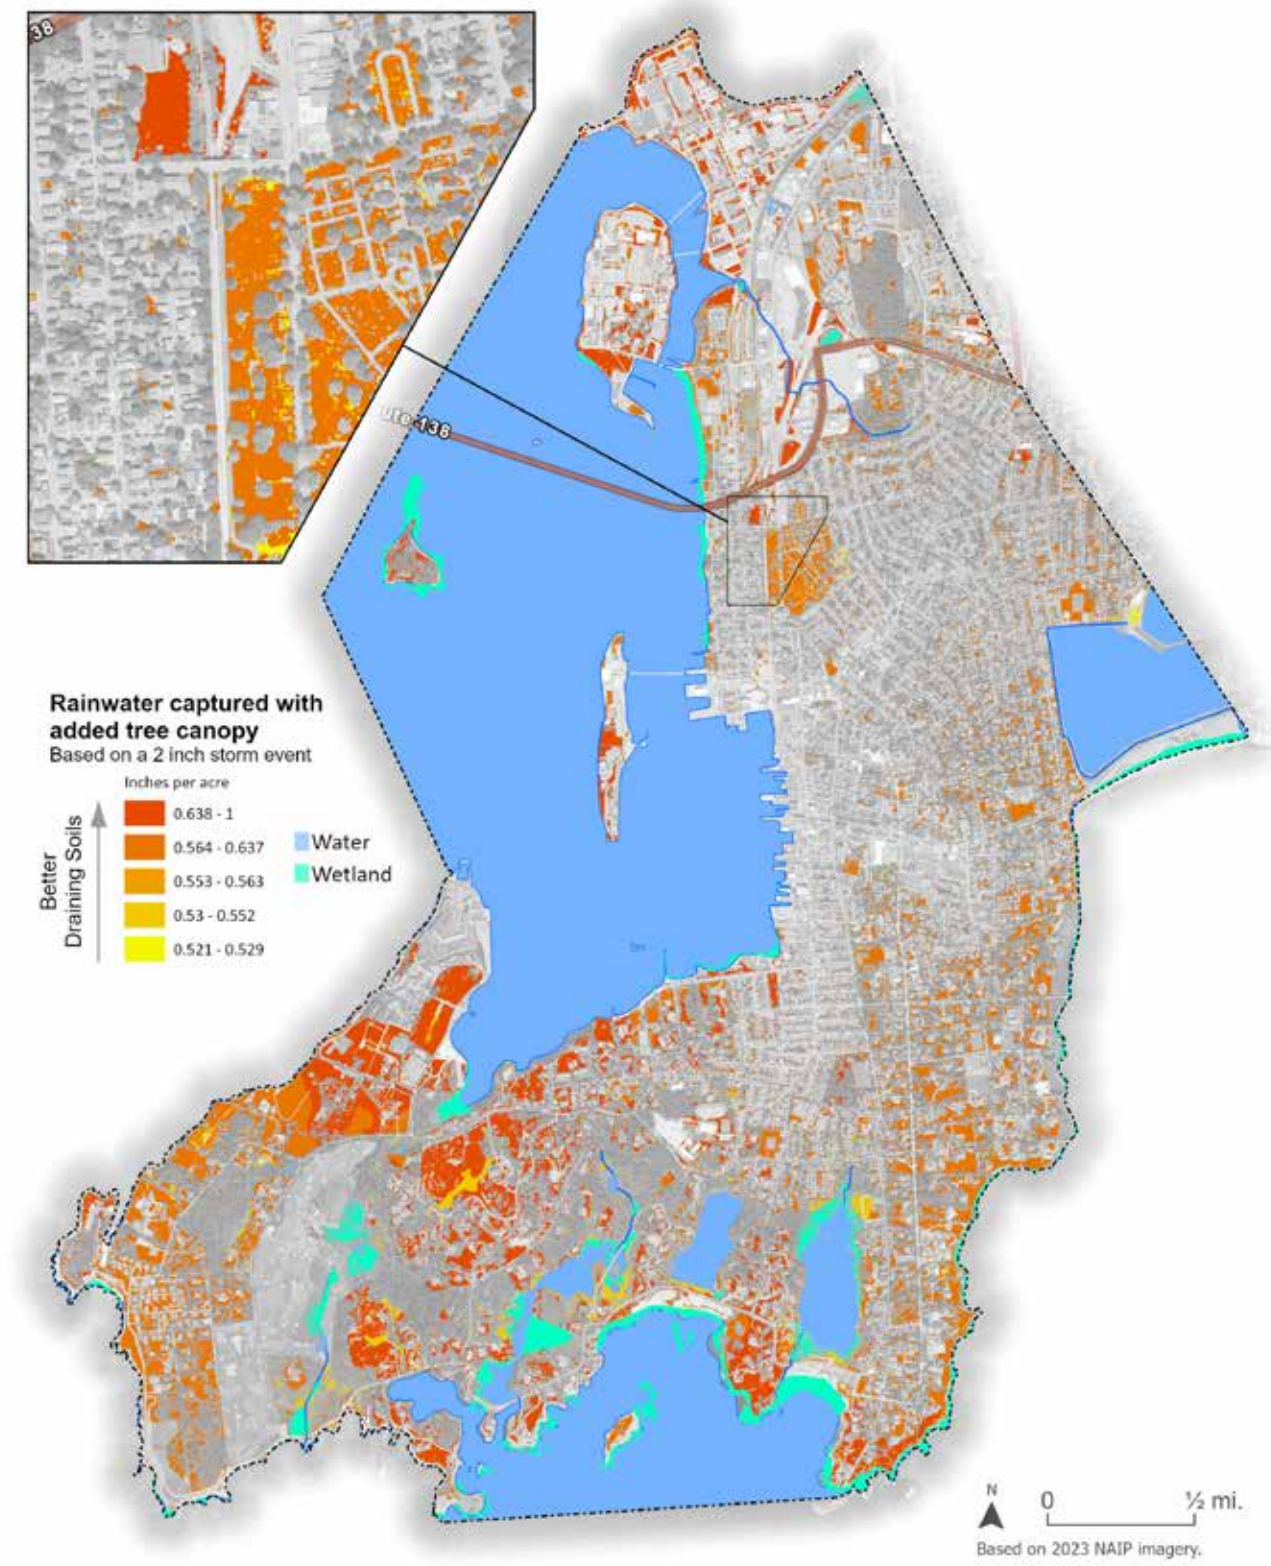 38
ute-138
Rainwater captured with
added tree canopy
Based on a 2 inch storm event
Inches per acre
Better
Draining Soils
0.638 - 1
0.564 - 0.637
0.553 - 0.563
0.53 - 0.552
0.521 - 0.529
Water
Wetland
N
0
½ mi.
Based on 2023 NAIP imagery.